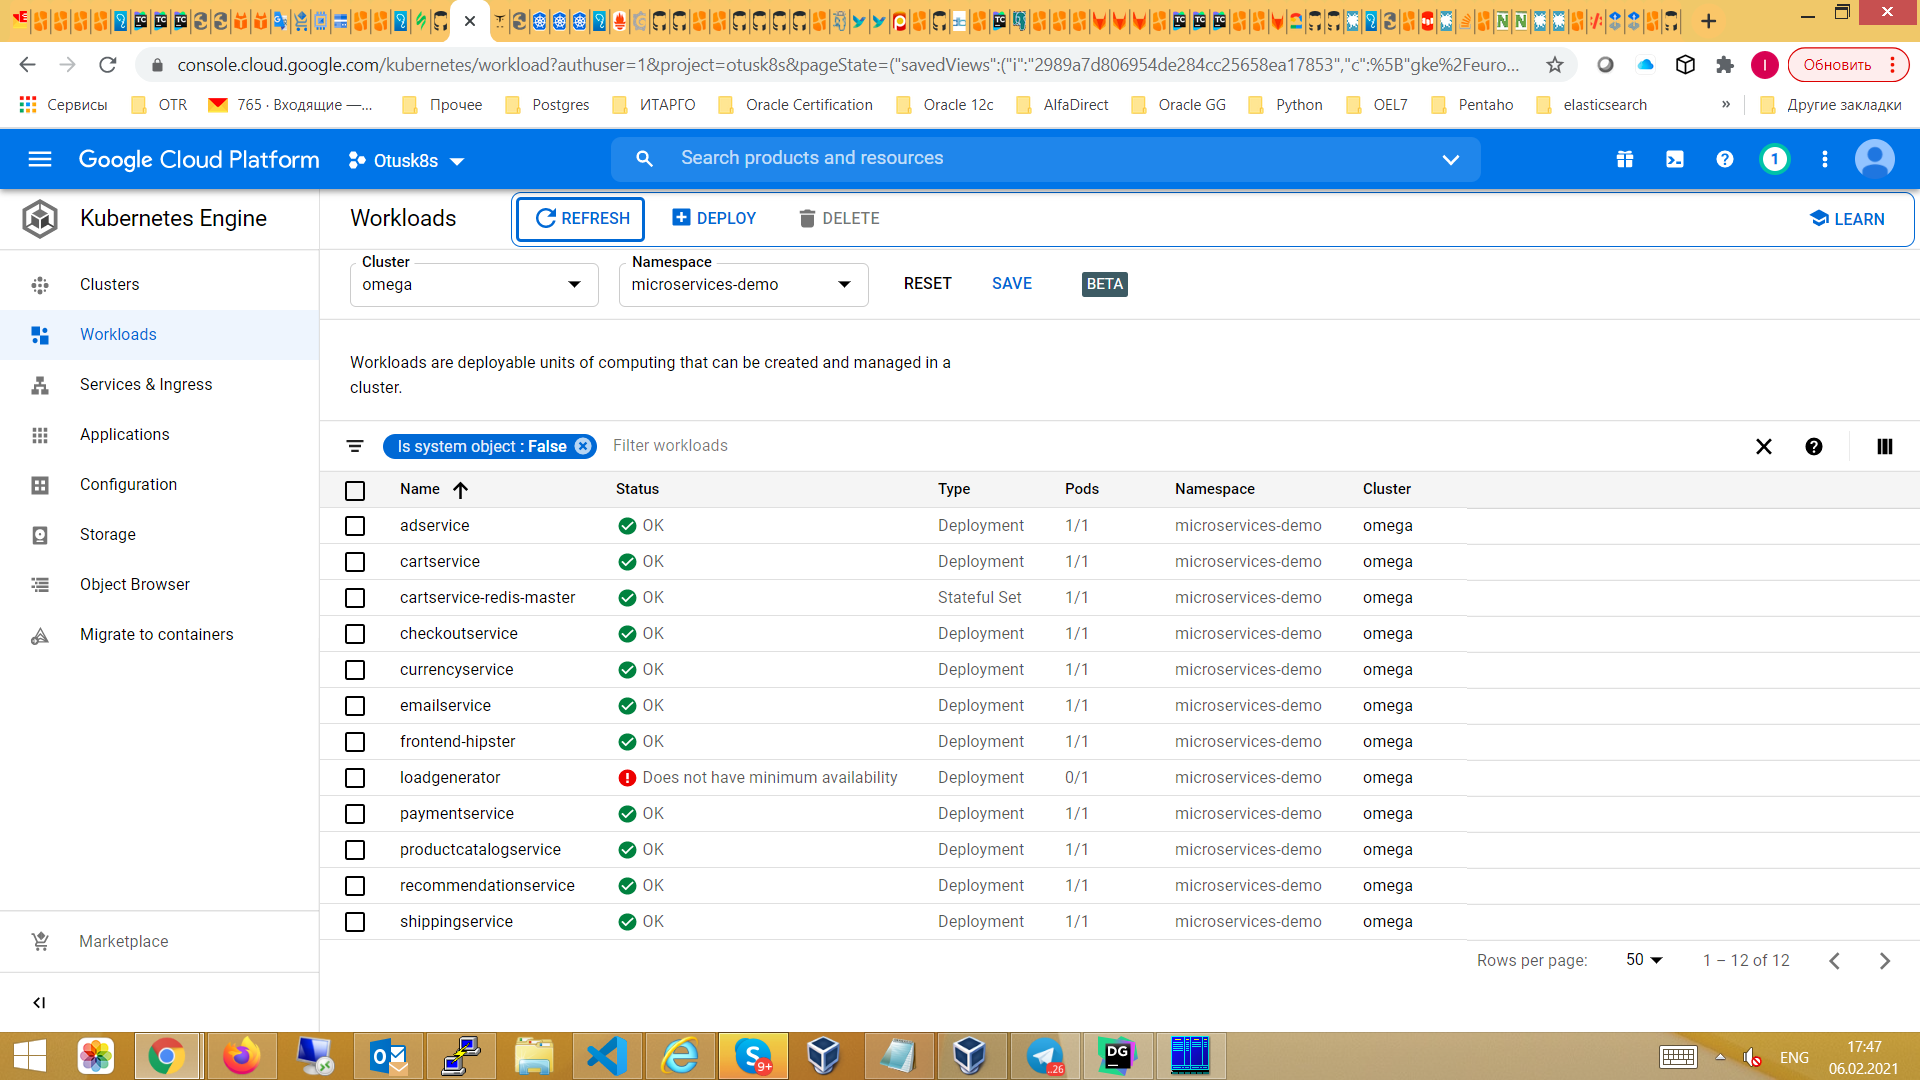 console.cloud.google.com/kubernetes/workload?authuser=1&project=otusk8s&pageState=("savedViews":("i":"2989a7d806954de284cc25658ea17853","c":%5B"gke%2Feuro...
Обновить
Сервисы OTR 765 · Входящие —... Прочее Postgres ИТАРГО Oracle Certification Oracle 12c AlfaDirect Oracle GG Python OEL7 Pentaho elasticsearch » Другие закладки
Google Cloud Platform Otusk8s Search products and resources 1
Kubernetes Engine
Workloads REFRESH DEPLOY DELETE LEARN
Cluster Namespace
omega microservices-demo RESET SAVE BETA
Clusters
Workloads
Services & Ingress
Applications
Configuration
Storage
Object Browser
Migrate to containers
Marketplace
Workloads are deployable units of computing that can be created and managed in a
cluster.
Is system object : False Filter workloads
Name Status Type Pods Namespace Cluster
adservice OK Deployment 1/1 microservices-demo omega
cartservice OK Deployment 1/1 microservices-demo omega
cartservice-redis-master OK Stateful Set 1/1 microservices-demo omega
checkoutservice OK Deployment 1/1 microservices-demo omega
currencyservice OK Deployment 1/1 microservices-demo omega
emailservice OK Deployment 1/1 microservices-demo omega
frontend-hipster OK Deployment 1/1 microservices-demo omega
loadgenerator Does not have minimum availability Deployment 0/1 microservices-demo omega
paymentservice OK Deployment 1/1 microservices-demo omega
productcatalogservice OK Deployment 1/1 microservices-demo omega
recommendationservice OK Deployment 1/1 microservices-demo omega
shippingservice OK Deployment 1/1 microservices-demo omega
Rows per page: 50 1 – 12 of 12
9+
..26
DG
ENG
17:47
06.02.2021